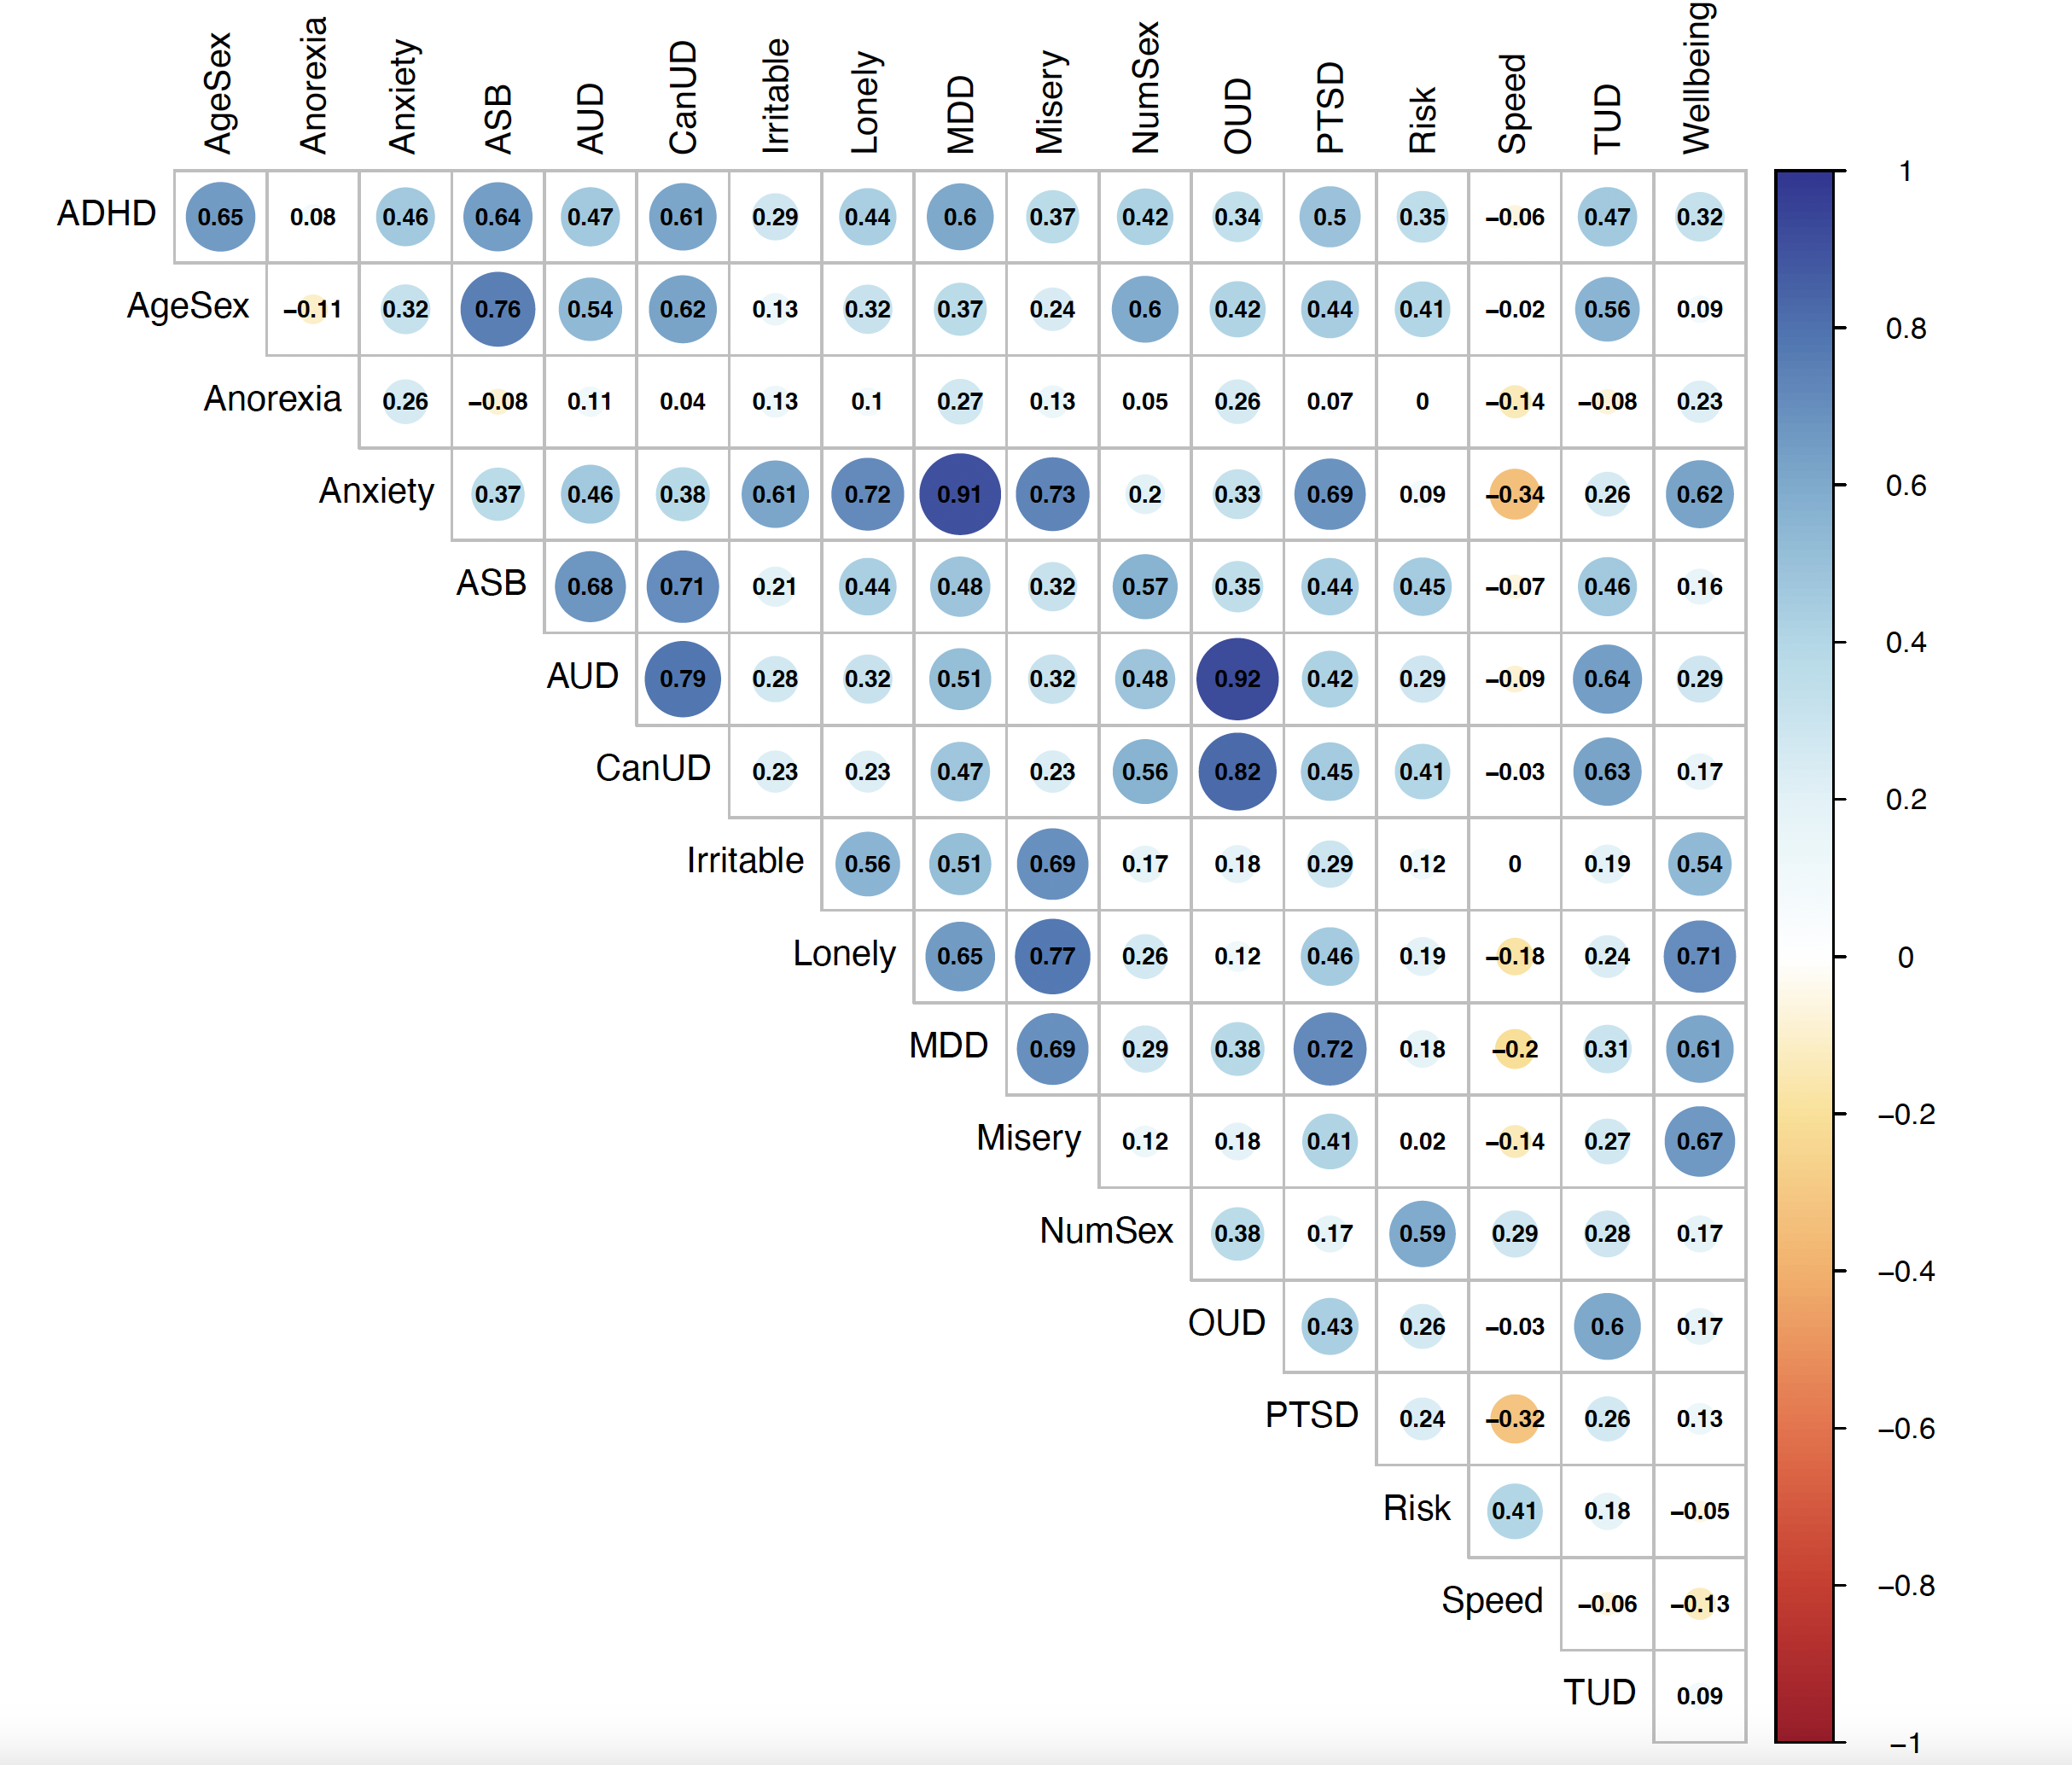 AgeSex Anorexia Anxiety ASB AUD CanUD Irritable Lonely MDD Misery NumSex OUD PTSD Risk Speed TUD Wellbeing
ADHD 0.65 0.08 0.46 0.64 0.47 0.61 0.29 0.44 0.6 0.37 0.42 0.34 0.5 0.35 −0.06 0.47 0.32
AgeSex −0.11 0.32 0.76 0.54 0.62 0.13 0.32 0.37 0.24 0.6 0.42 0.44 0.41 −0.02 0.56 0.09
Anorexia 0.26 −0.08 0.11 0.04 0.13 0.1 0.27 0.13 0.05 0.26 0.07 0 −0.14 −0.08 0.23
Anxiety 0.37 0.46 0.38 0.61 0.72 0.91 0.73 0.2 0.33 0.69 0.09 −0.34 0.26 0.62
ASB 0.68 0.71 0.21 0.44 0.48 0.32 0.57 0.35 0.44 0.45 −0.07 0.46 0.16
AUD 0.79 0.28 0.32 0.51 0.32 0.48 0.92 0.42 0.29 −0.09 0.64 0.29
CanUD 0.23 0.23 0.47 0.23 0.56 0.82 0.45 0.41 −0.03 0.63 0.17
Irritable 0.56 0.51 0.69 0.17 0.18 0.29 0.12 0 0.19 0.54
Lonely 0.65 0.77 0.26 0.12 0.46 0.19 −0.18 0.24 0.71
MDD 0.69 0.29 0.38 0.72 0.18 −0.2 0.31 0.61
Misery 0.12 0.18 0.41 0.02 −0.14 0.27 0.67
NumSex 0.38 0.17 0.59 0.29 0.28 0.17
OUD 0.43 0.26 −0.03 0.6 0.17
PTSD 0.24 −0.32 0.26 0.13
Risk 0.41 0.18 −0.05
Speed −0.06 −0.13
TUD 0.09
1
0.8
0.6
0.4
0.2
0
−0.2
−0.4
−0.6
−0.8
−1